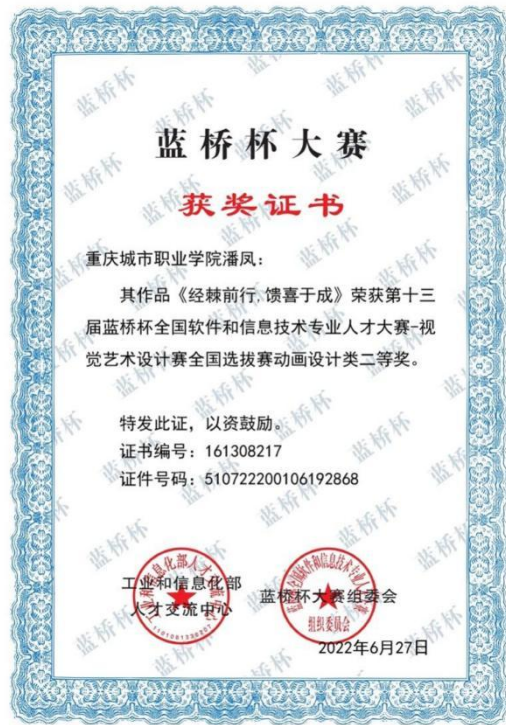 蓝桥杯大赛
获奖证书
重庆城市职业学院潘凤：
其作品《经棘前行.馈喜于成》荣获第十三
届蓝桥杯全国软件和信息技术专业人才大赛-视
觉艺术设计赛全国选拔赛动画设计类二等奖。
特发此证，以资鼓励。
证书编号：161308217
证件号码：510722200106192868
工业和信息化部
人才交流中心
蓝桥杯大赛组委会
组织委员会
2022年6月27日